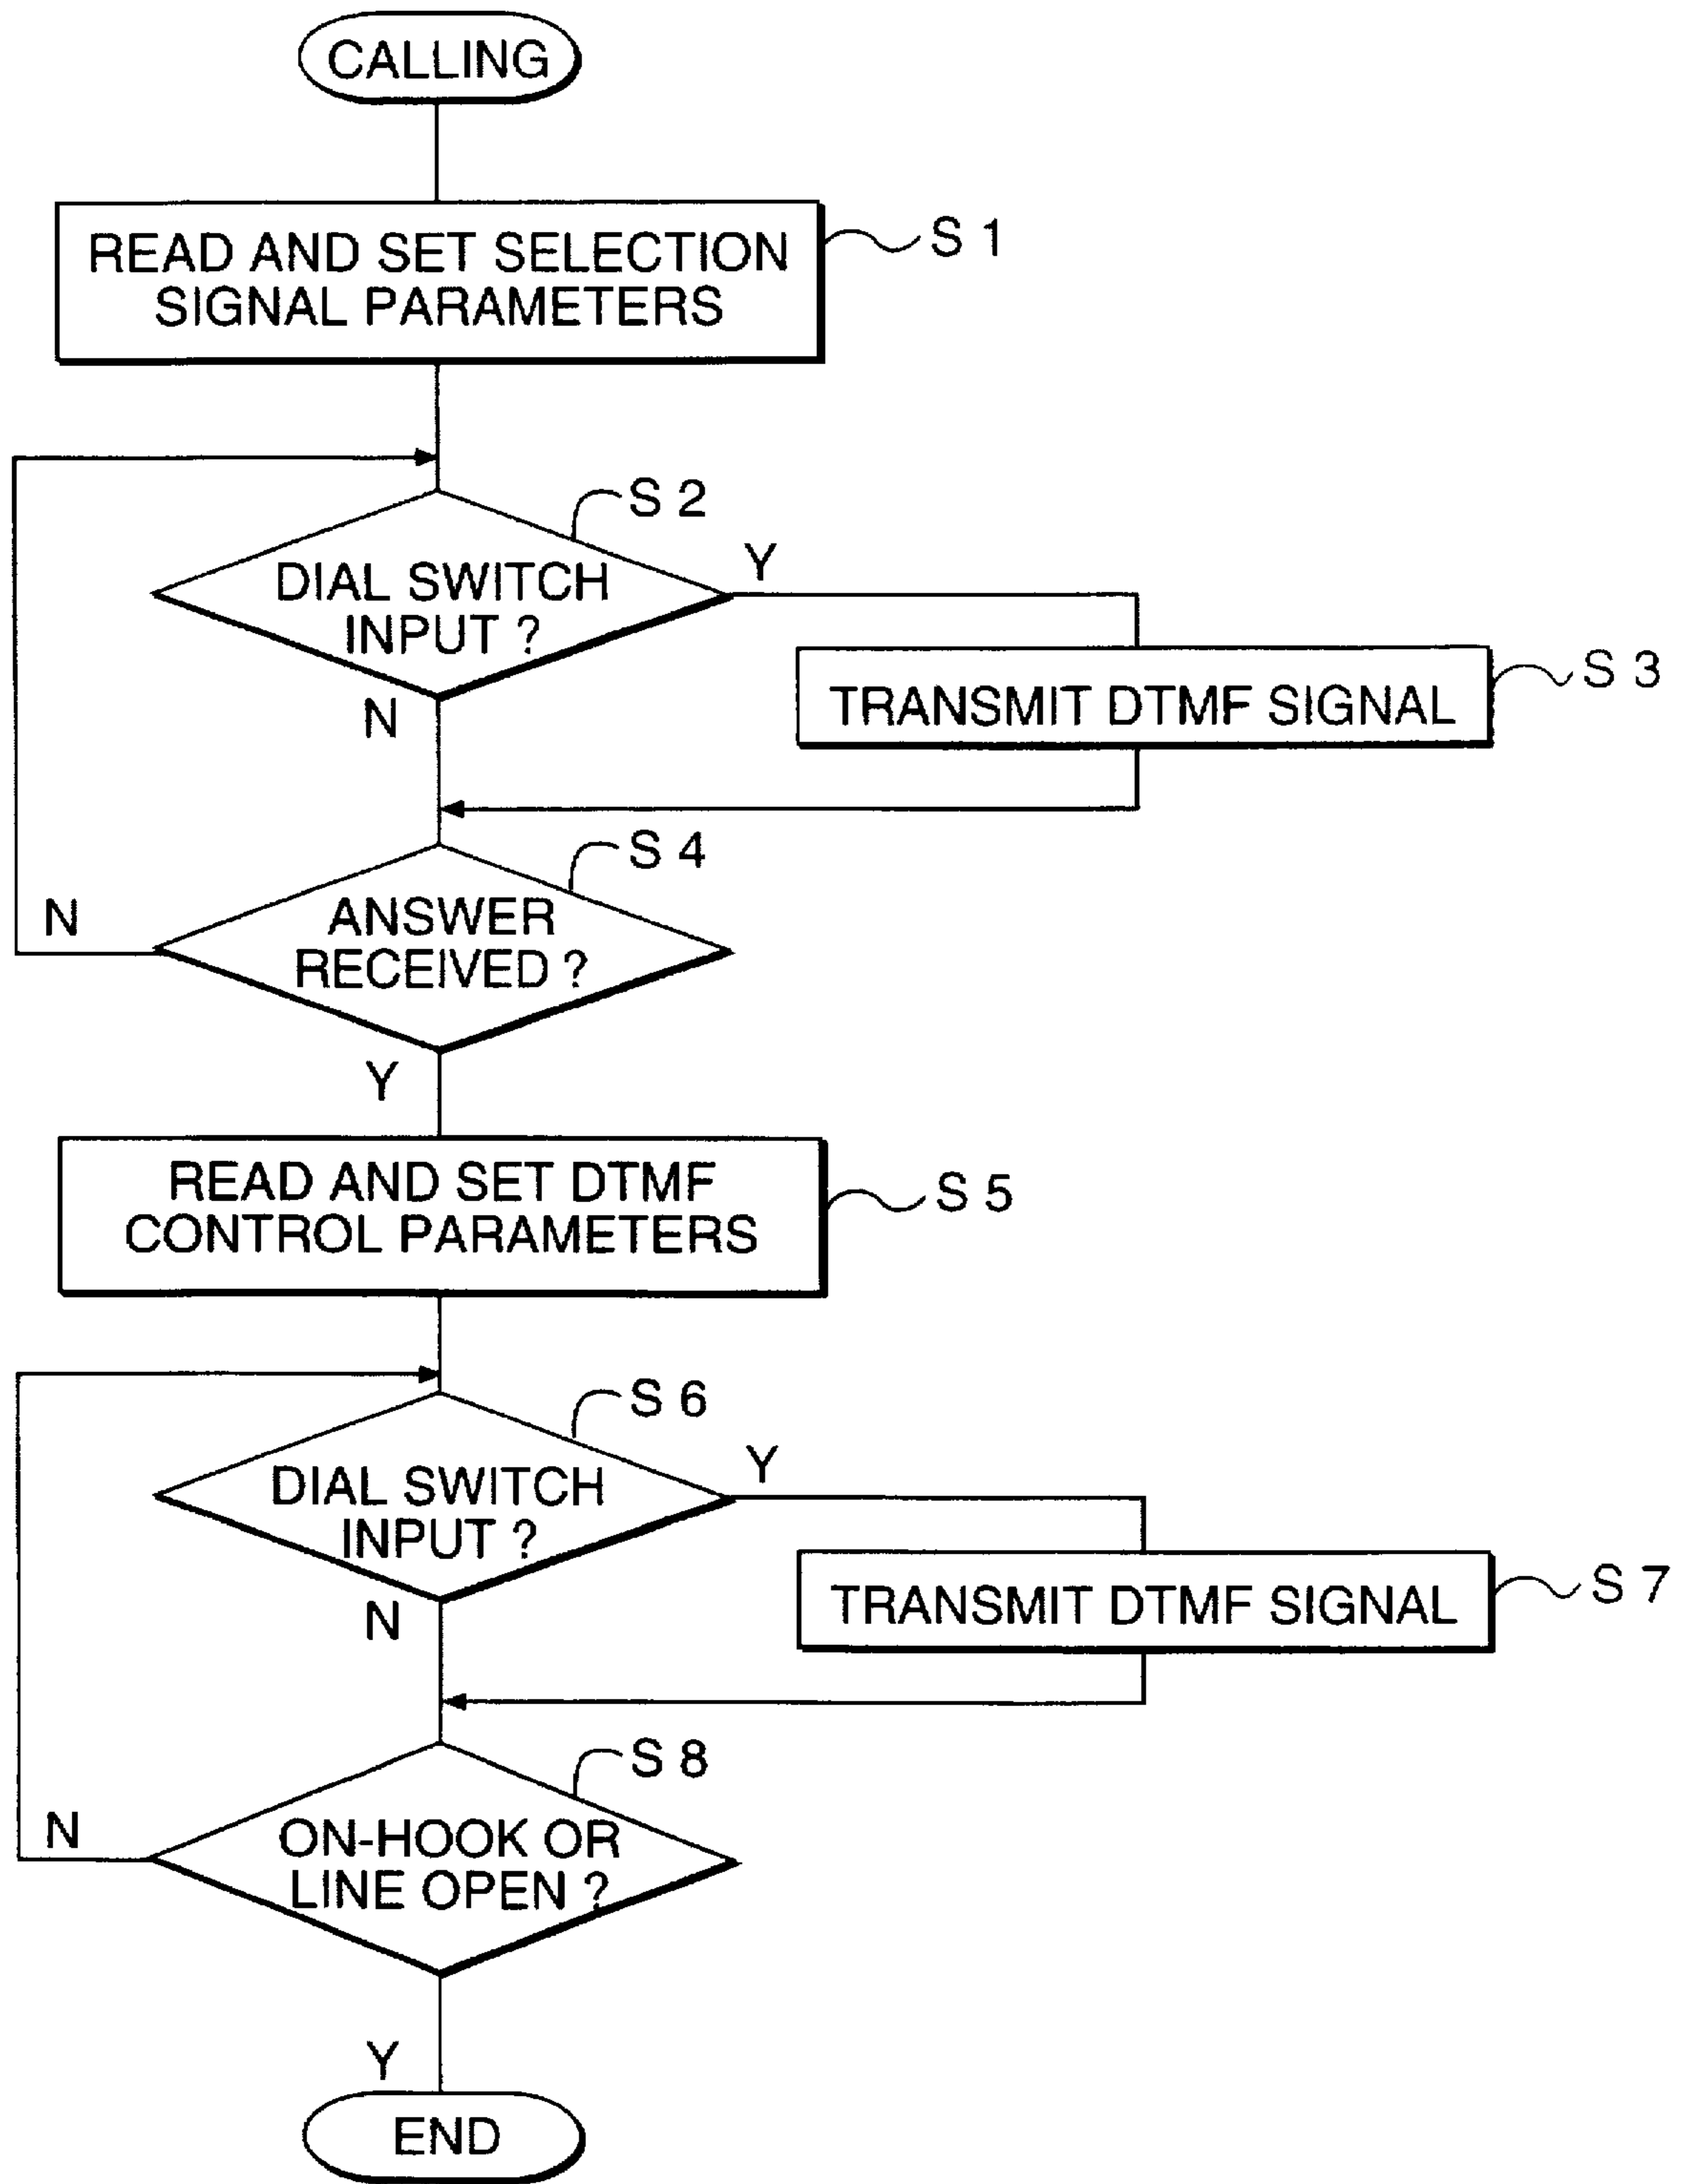 CALLING
READ AND SET SELECTION
SIGNAL PARAMETERS
S 1
S 2
DIAL SWITCH
INPUT ?
Y
N
TRANSMIT DTMF SIGNAL
S 3
S 4
ANSWER
RECEIVED ?
N
Y
READ AND SET DTMF
CONTROL PARAMETERS
S 5
S 6
DIAL SWITCH
INPUT ?
Y
N
TRANSMIT DTMF SIGNAL
S 7
S 8
ON-HOOK OR
LINE OPEN ?
N
Y
END